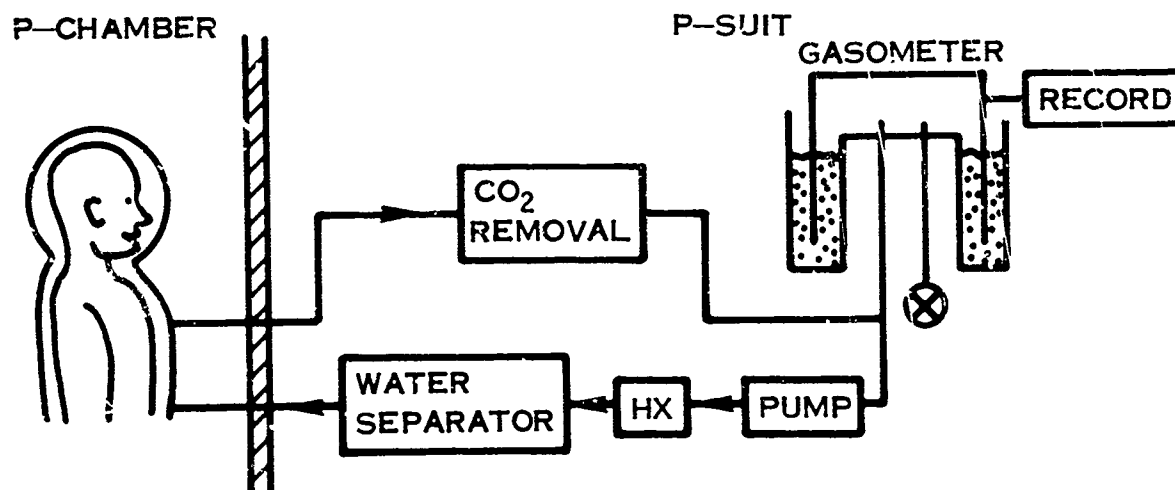 P-CHAMBER
P-SUIT
GASOMETER
RECORD
CO₂
REMOVAL
WATER
SEPARATOR
HX
PUMP